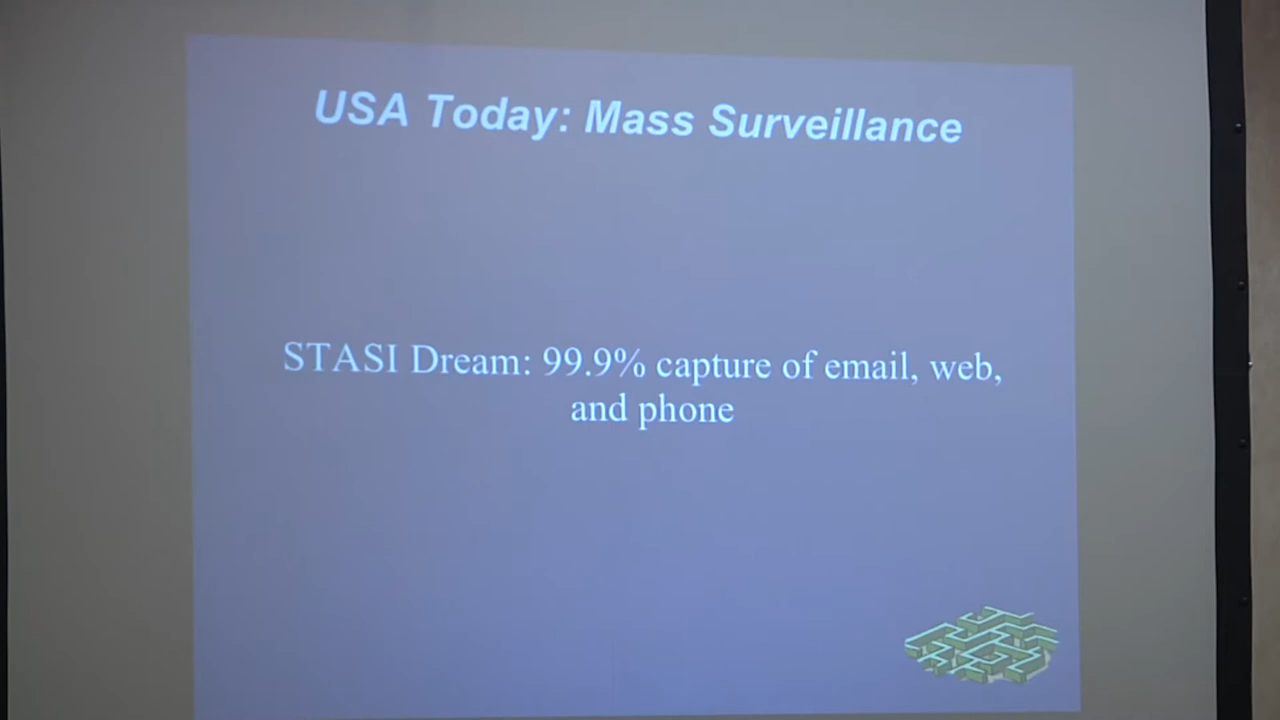 USA Today: Mass Surveillance
STASI Dream: 99.9% capture of email, web,
and phone